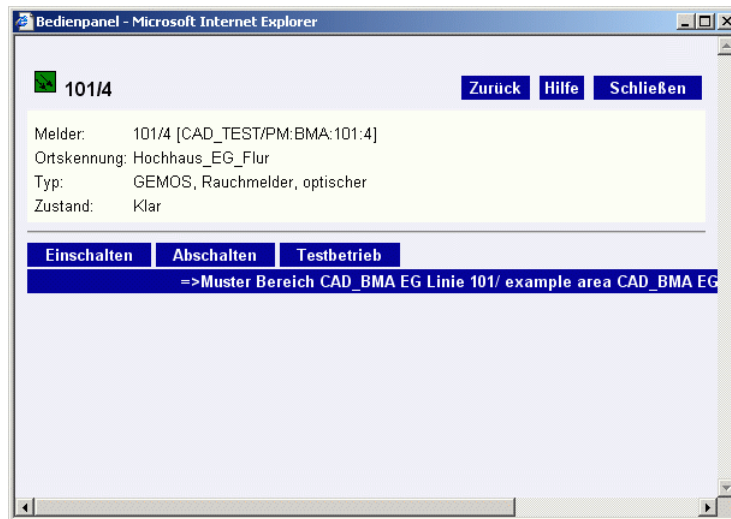 Bedienpanel - Microsoft Internet Explorer
101/4
Zurück Hilfe Schließen
Melder: 101/4 [CAD_TEST/PM:BMA:101:4]
Ortskennung: Hochhaus_EG_Flur
Typ: GEMOS, Rauchmelder, optischer
Zustand: Klar
Einschalten Abschalten Testbetrieb
=>Muster Bereich CAD_BMA EG Linie 101/ example area CAD_BMA EG